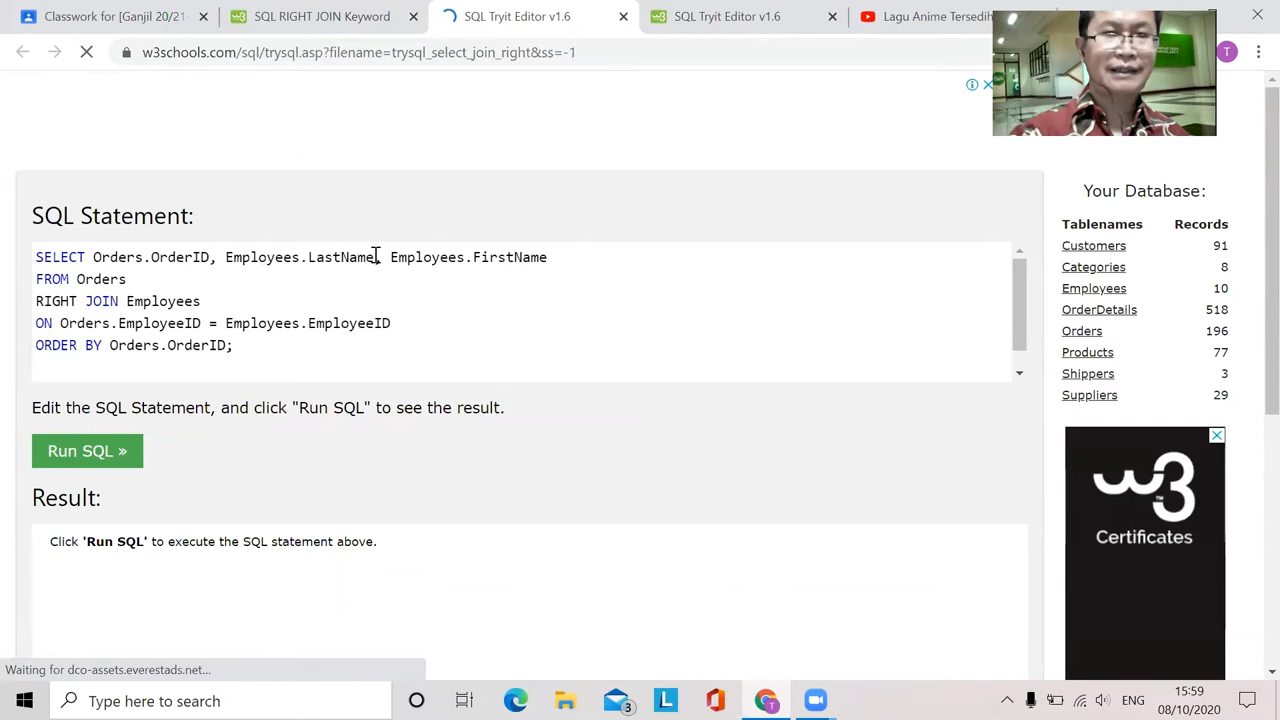 Classwork for "Ganjal 20/21-
SQL RIGHT JOIN Keyword
SQL Tryit Editor v1.6
SQL Tryit Editor v1.6
Lagu Anime Tersedih
w3schools.com/sql/trysql.asp?filename=trysql_select_join_right&ss=-1
T
SQL Statement:
SELECT Orders.OrderID, Employees.LastName, Employees.FirstName
FROM Orders
RIGHT JOIN Employees
ON Orders.EmployeeID = Employees.EmployeeID
ORDER BY Orders.OrderID;
Edit the SQL Statement, and click "Run SQL" to see the result.
Run SQL »
Result:
Click 'Run SQL' to execute the SQL statement above.
Your Database:
Tablenames Records
Customers 91
Categories 8
Employees 10
OrderDetails 518
Orders 196
Products 77
Shippers 3
Suppliers 29
w3
TM
Certificates
Waiting for dco-assets.everestads.net...
Type here to search
3
L
T
ENG
15:59
08/10/2020